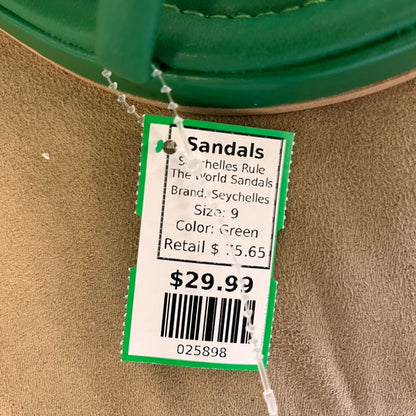 Sandals
Seychelles Rule
The World Sandals
Brand: Seychelles
Size: 9
Color: Green
Retail $ 75.65
$29.99
025898